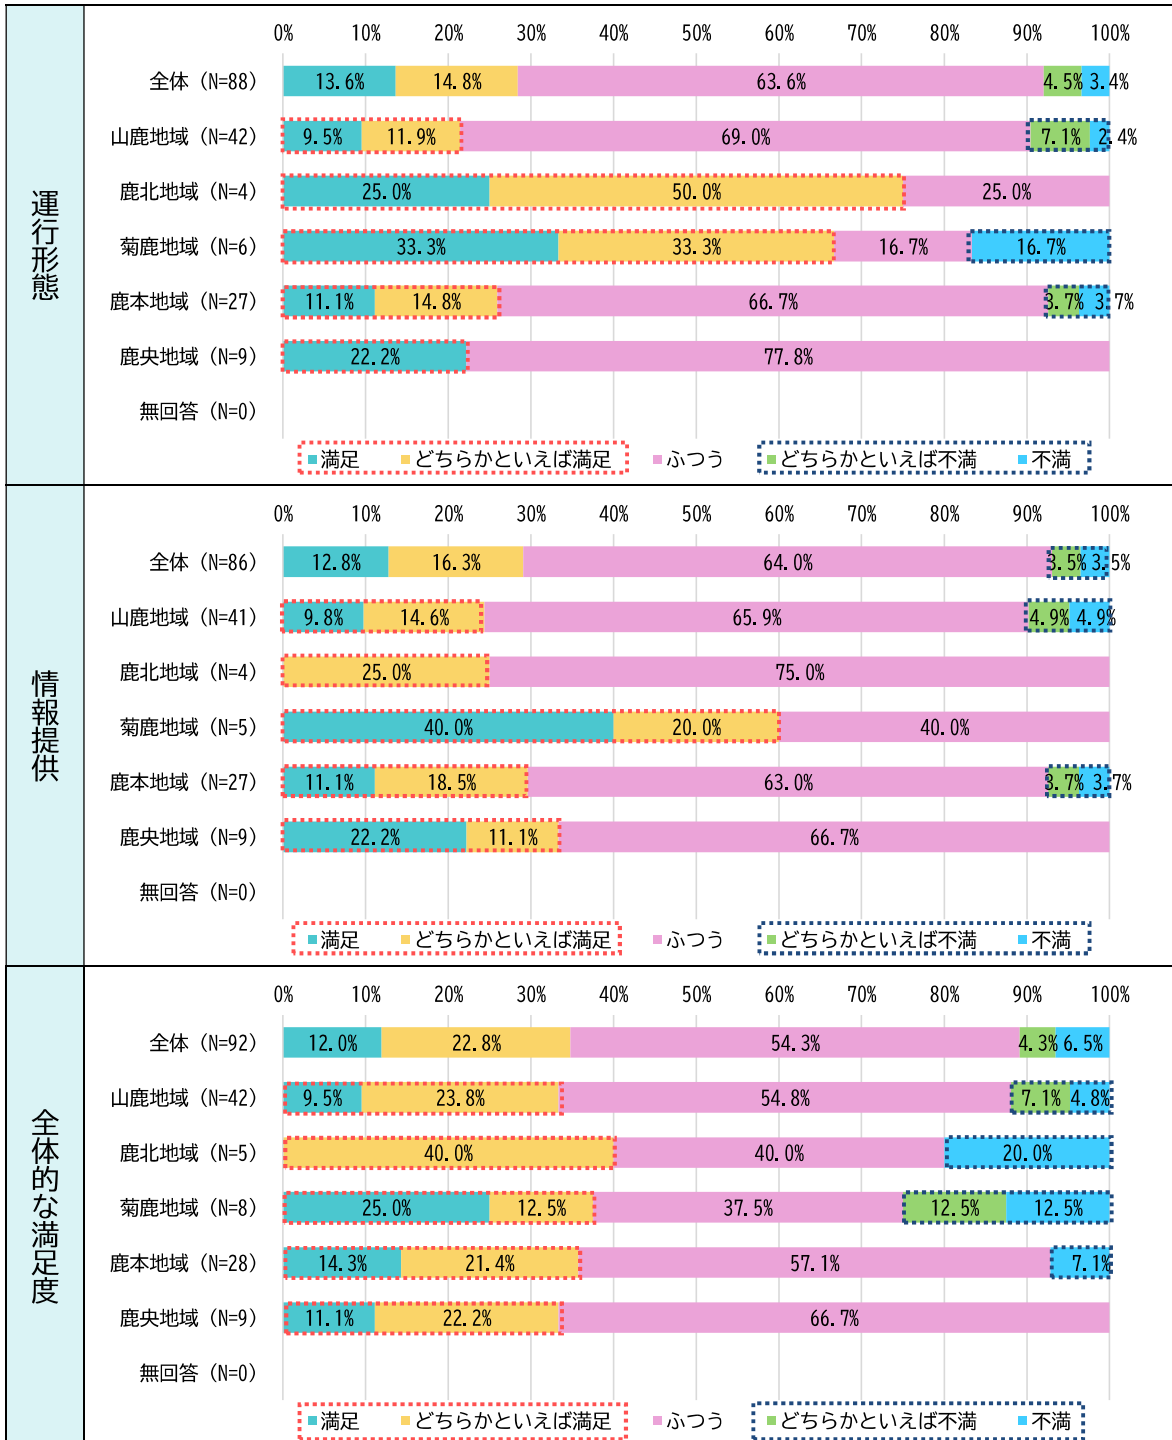 運行形態
0% 10% 20% 30% 40% 50% 60% 70% 80% 90% 100%
全体（N=88） 13.6% 14.8% 63.6% 4.5% 3.4%
山鹿地域（N=42） 9.5% 11.9% 69.0% 7.1% 2.4%
鹿北地域（N=4） 25.0% 50.0% 25.0%
菊鹿地域（N=6） 33.3% 33.3% 16.7% 16.7%
鹿本地域（N=27） 11.1% 14.8% 66.7% 3.7% 3.7%
鹿央地域（N=9） 22.2% 77.8%
無回答（N=0）
満足 どちらかといえば満足 ふつう どちらかといえば不満 不満
情報提供
0% 10% 20% 30% 40% 50% 60% 70% 80% 90% 100%
全体（N=86） 12.8% 16.3% 64.0% 3.5% 3.5%
山鹿地域（N=41） 9.8% 14.6% 65.9% 4.9% 4.9%
鹿北地域（N=4） 25.0% 75.0%
菊鹿地域（N=5） 40.0% 20.0% 40.0%
鹿本地域（N=27） 11.1% 18.5% 63.0% 3.7% 3.7%
鹿央地域（N=9） 22.2% 11.1% 66.7%
無回答（N=0）
満足 どちらかといえば満足 ふつう どちらかといえば不満 不満
全体的な満足度
0% 10% 20% 30% 40% 50% 60% 70% 80% 90% 100%
全体（N=92） 12.0% 22.8% 54.3% 4.3% 6.5%
山鹿地域（N=42） 9.5% 23.8% 54.8% 7.1% 4.8%
鹿北地域（N=5） 40.0% 40.0% 20.0%
菊鹿地域（N=8） 25.0% 12.5% 37.5% 12.5% 12.5%
鹿本地域（N=28） 14.3% 21.4% 57.1% 7.1%
鹿央地域（N=9） 11.1% 22.2% 66.7%
無回答（N=0）
満足 どちらかといえば満足 ふつう どちらかといえば不満 不満